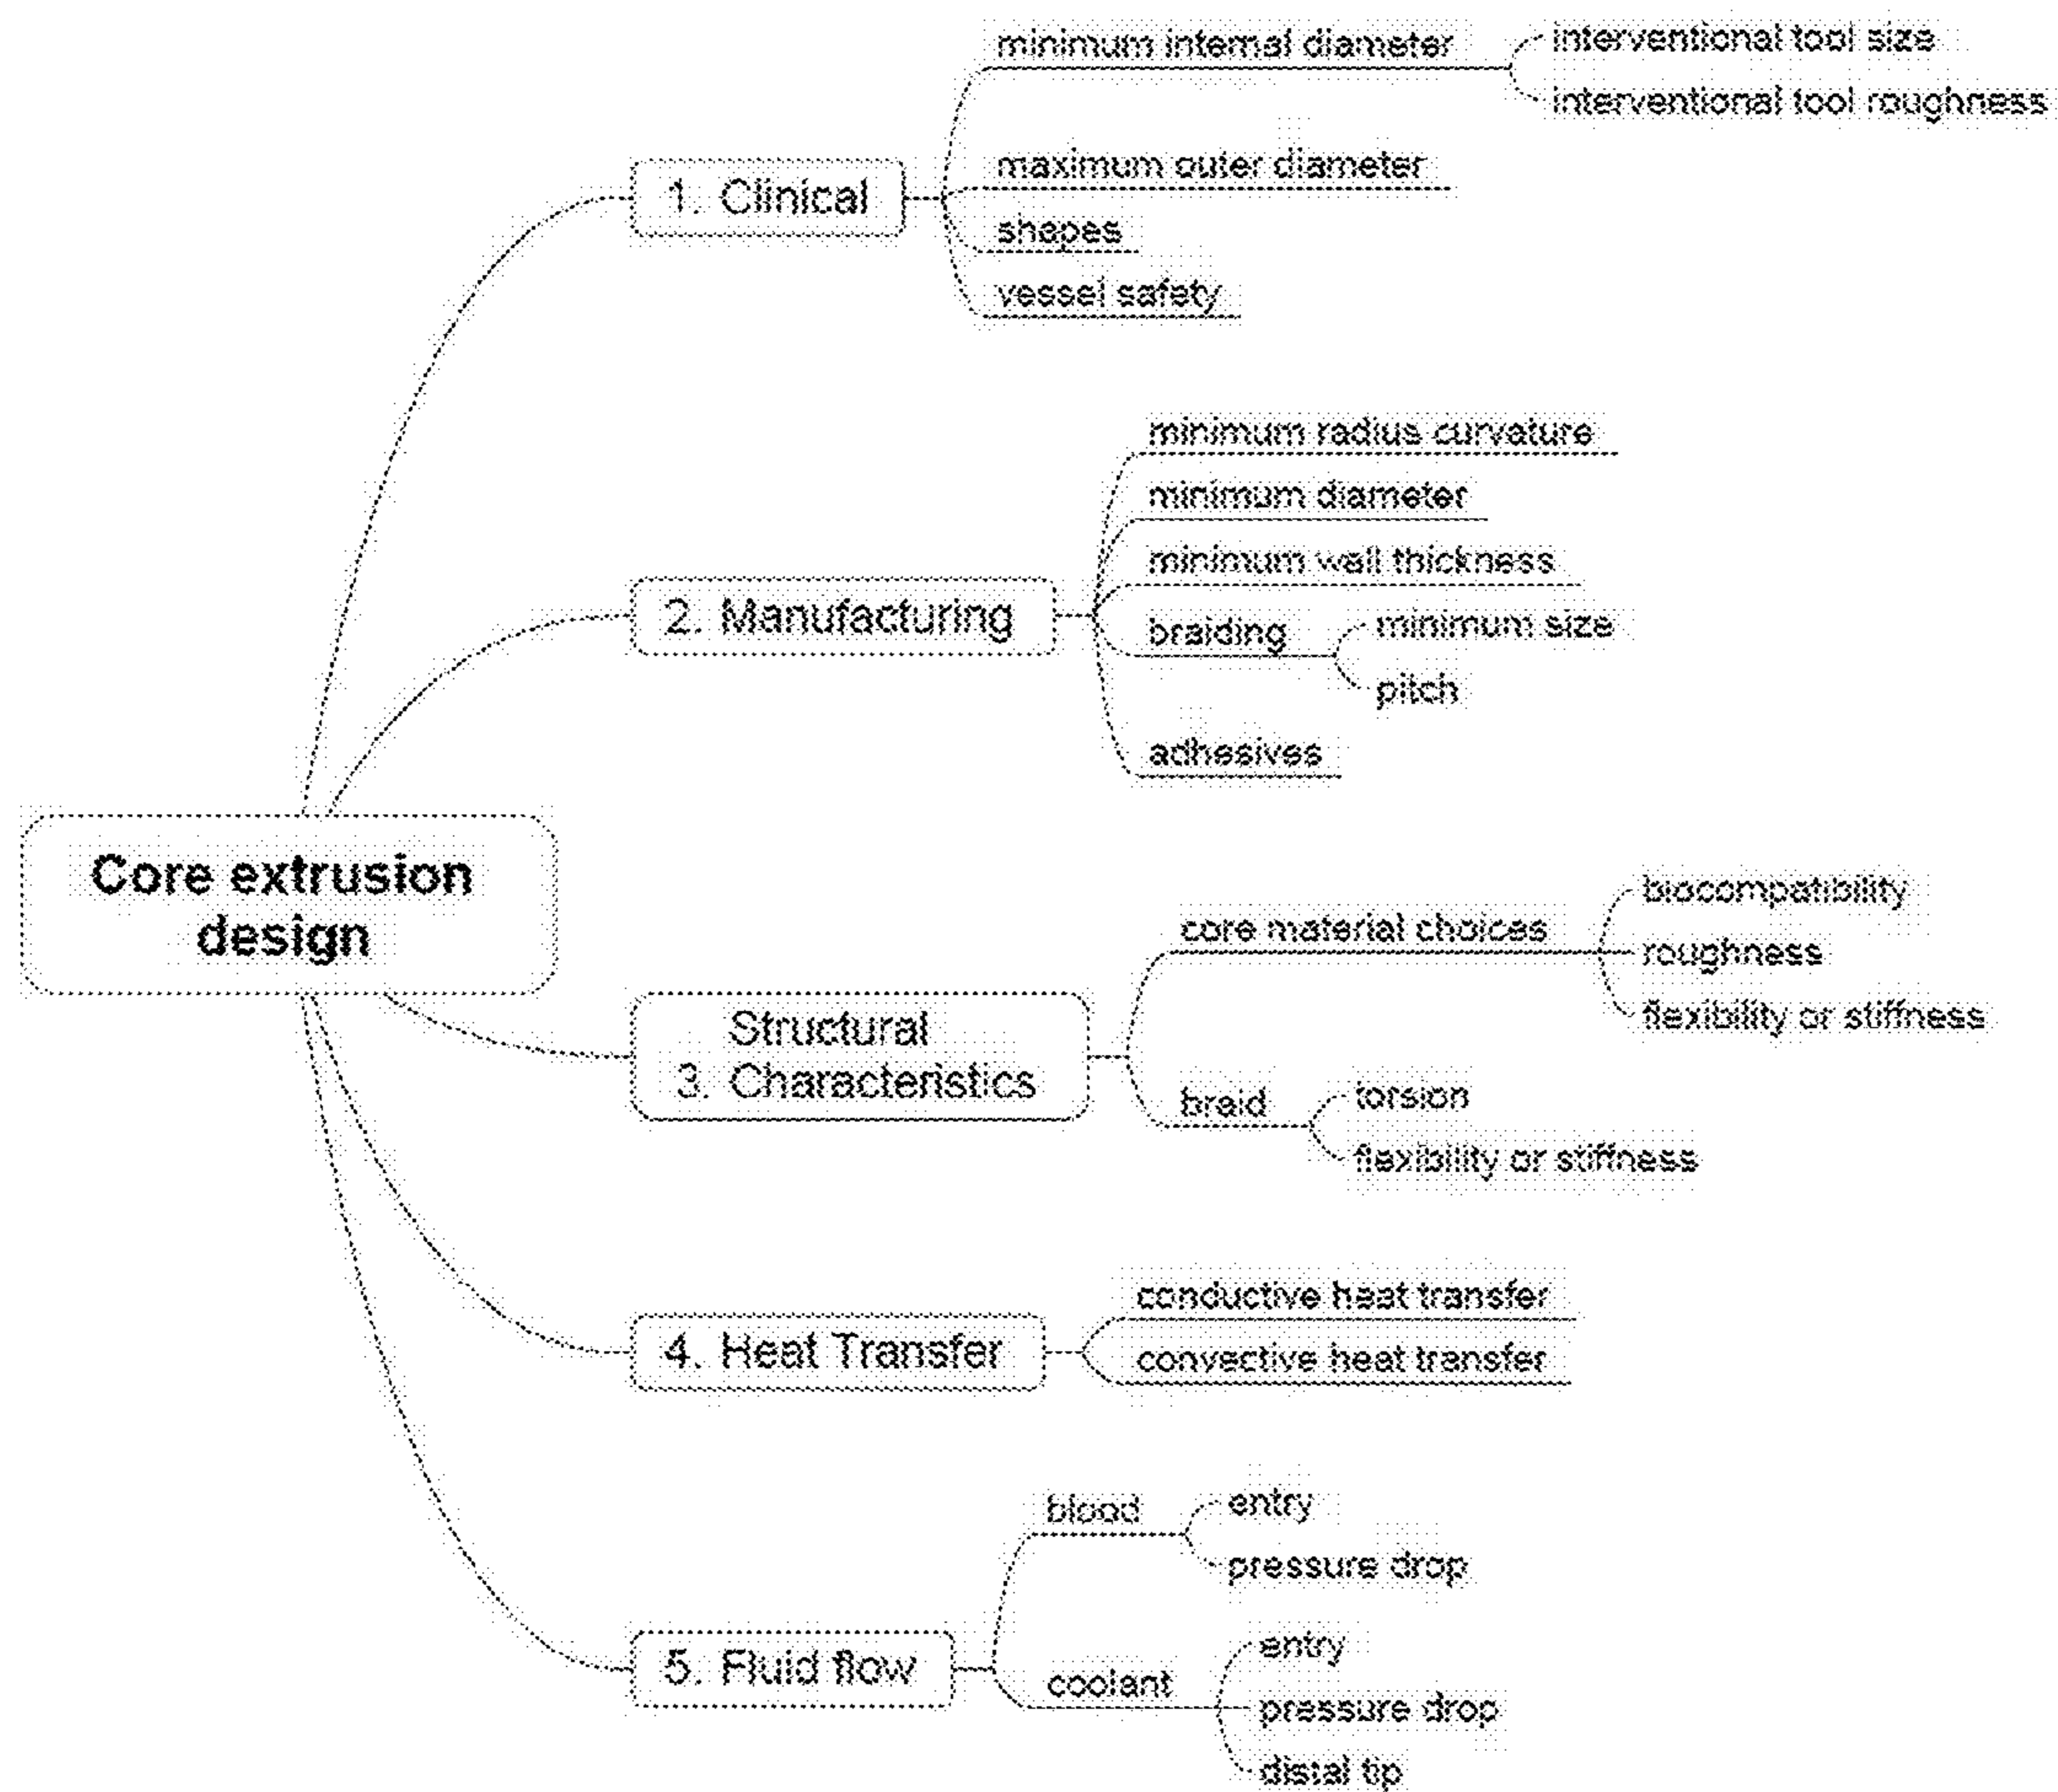 minimum internal diameter
interventional tool size
interventional tool roughness
1. Clinical
maximum outer diameter
shapes
vessel safety
minimum radius curvature
minimum diameter
minimum wall thickness
2. Manufacturing
braiding
minimum size
pitch
adhesives
Core extrusion
design
core material choices
biocompatibility
roughness
flexibility or stiffness
Structural
3. Characteristics
braid
torsion
flexibility or stiffness
4. Heat Transfer
conductive heat transfer
convective heat transfer
blood
entry
pressure drop
5. Fluid flow
coolant
entry
pressure drop
distal tip